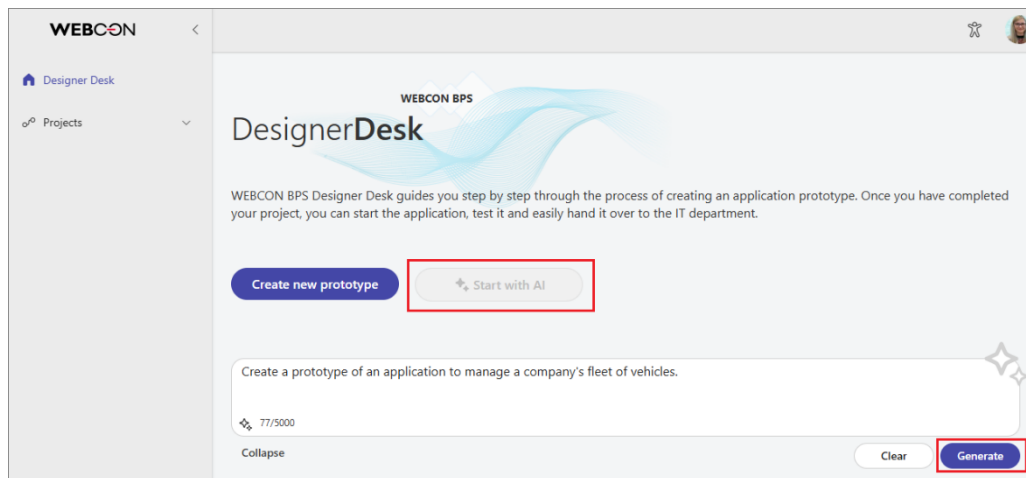 WEBCON
Designer Desk
Projects
WEBCON BPS
DesignerDesk
WEBCON BPS Designer Desk guides you step by step through the process of creating an application prototype. Once you have completed
your project, you can start the application, test it and easily hand it over to the IT department.
Create new prototype
Start with AI
Create a prototype of an application to manage a company's fleet of vehicles.
77/5000
Collapse
Clear
Generate